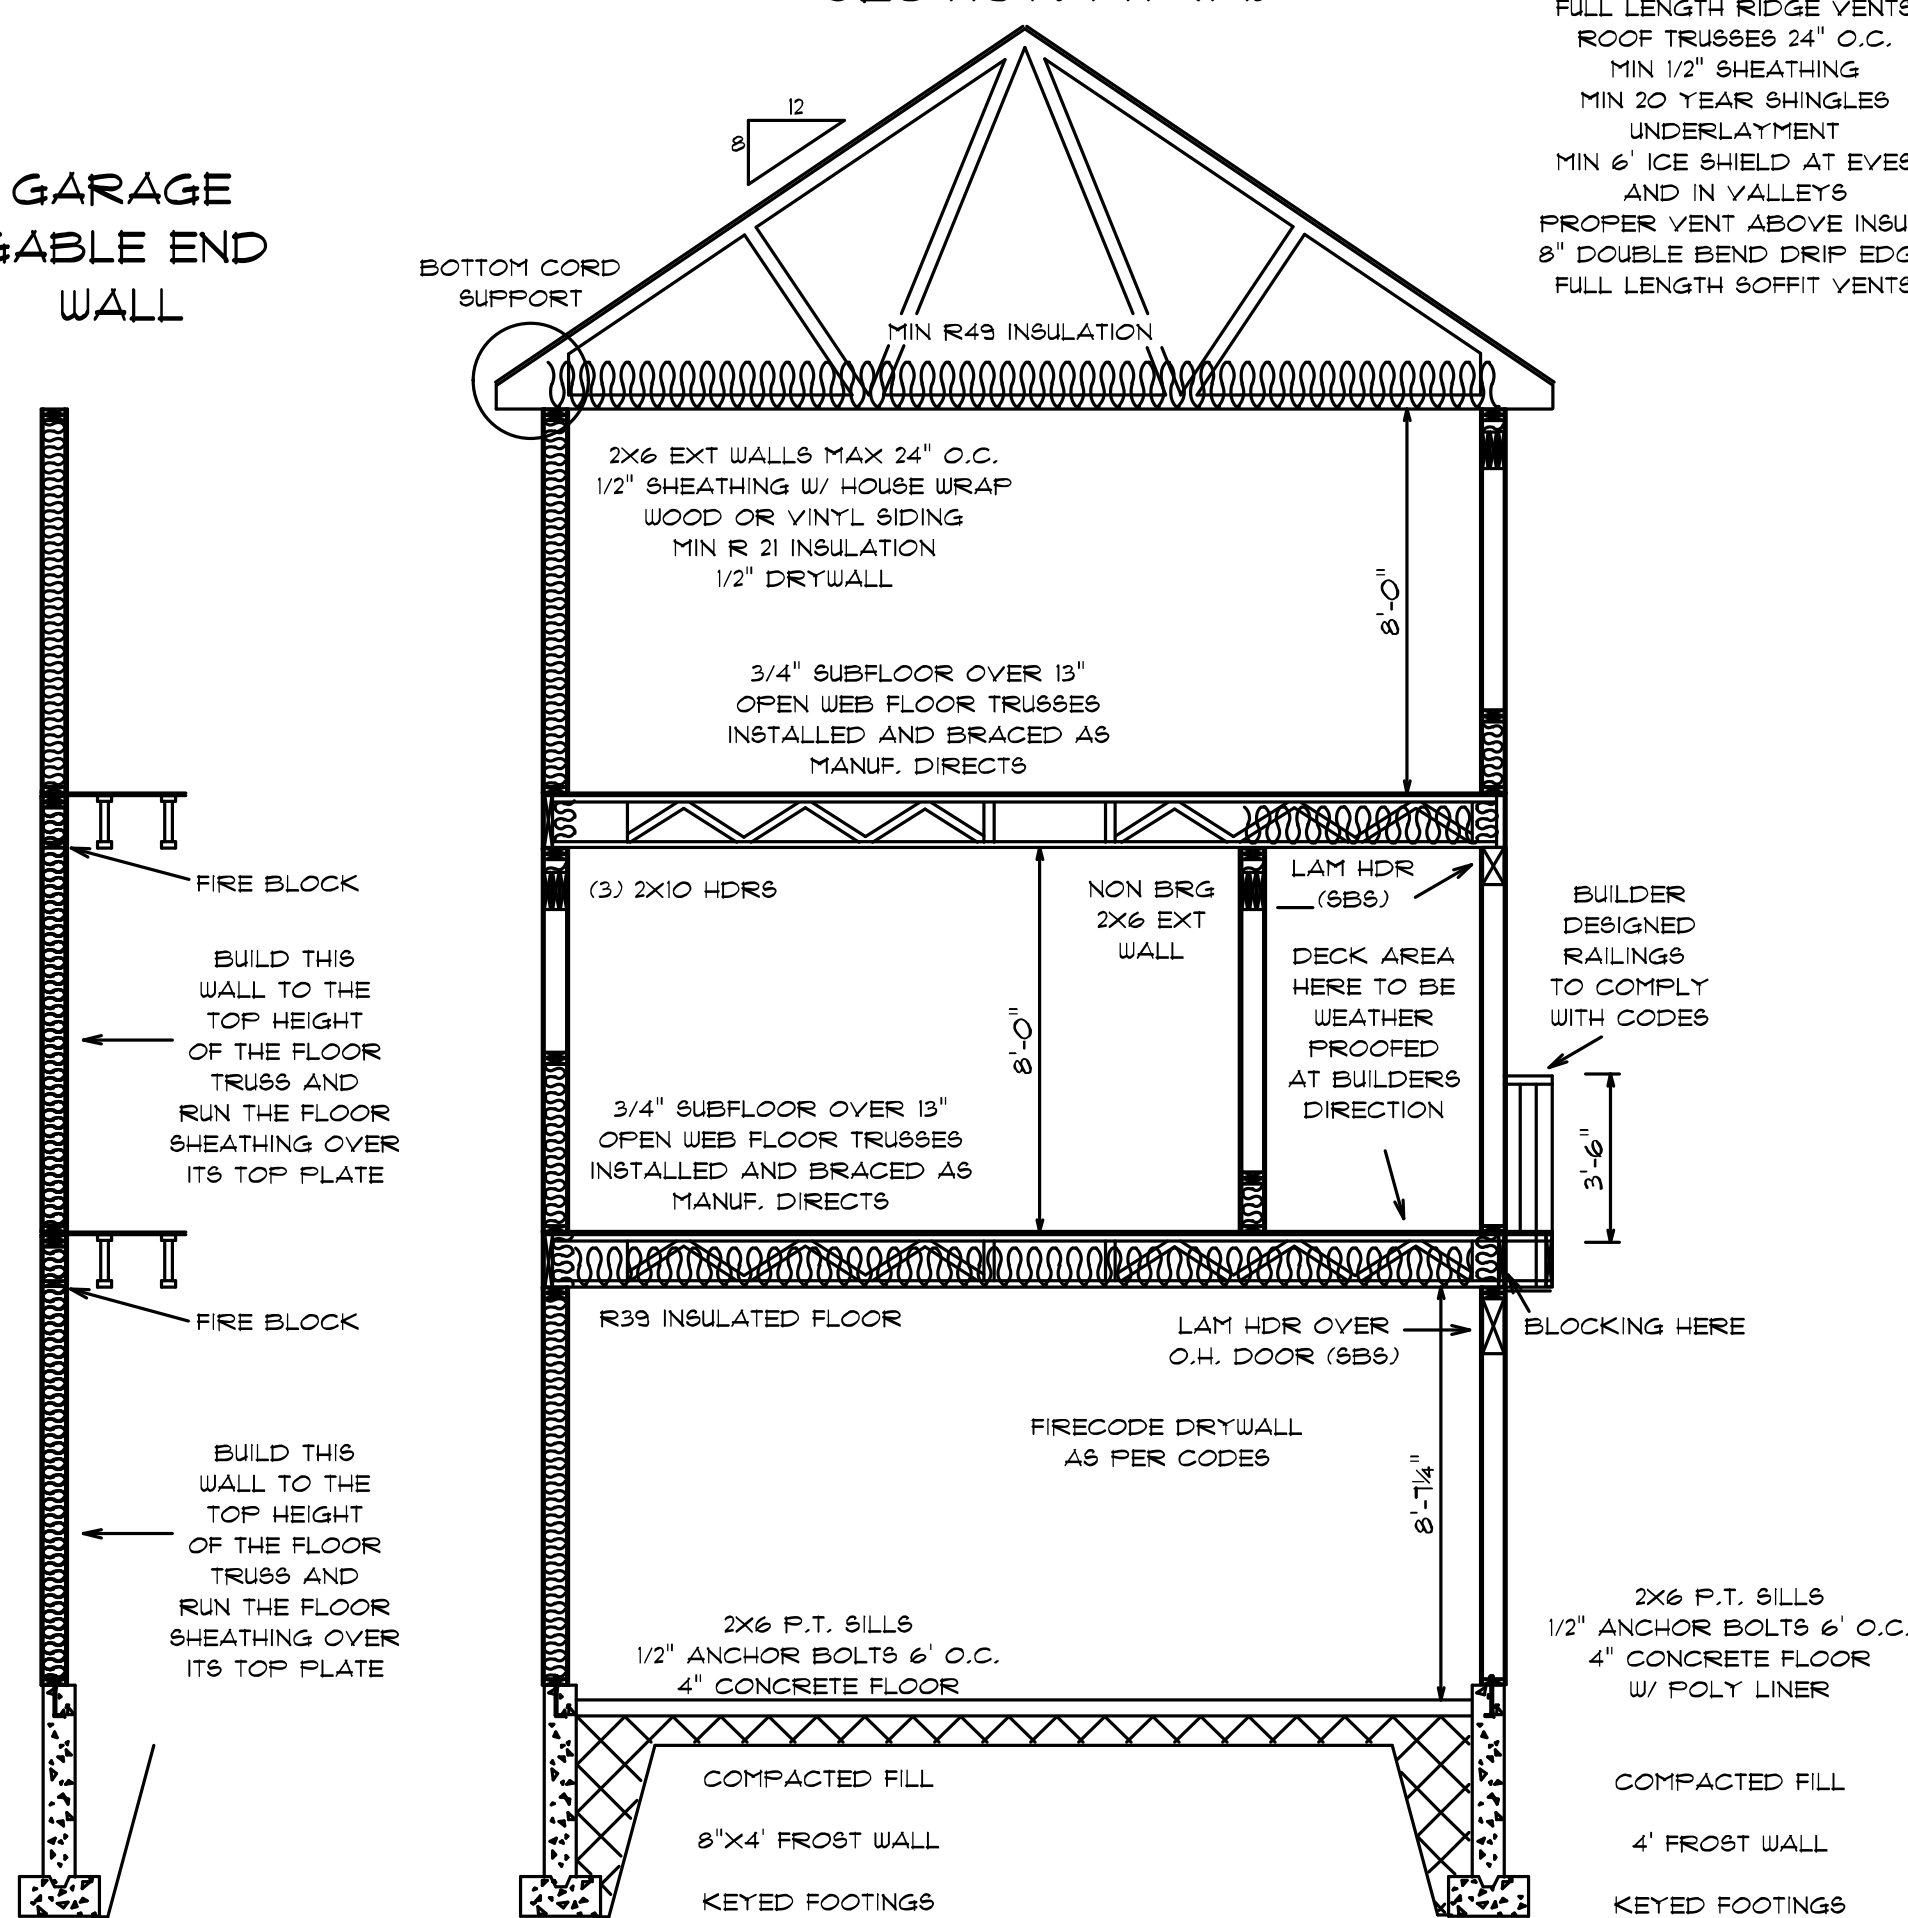 FULL LENGTH RIDGE VENTS
ROOF TRUSSES 24" O.C.
MIN 1/2" SHEATHING
MIN 20 YEAR SHINGLES
UNDERLAYMENT
MIN 6' ICE SHIELD AT EVES
AND IN VALLEYS
PROPER VENT ABOVE INSU
8" DOUBLE BEND DRIP EDG
FULL LENGTH SOFFIT VENTS
12
8
GARAGE
GABLE END
WALL
BOTTOM CORD
SUPPORT
MIN R49 INSULATION
2X6 EXT WALLS MAX 24" O.C.
1/2" SHEATHING W/ HOUSE WRAP
WOOD OR VINYL SIDING
MIN R 21 INSULATION
1/2" DRYWALL
8'-0"
3/4" SUBFLOOR OVER 13"
OPEN WEB FLOOR TRUSSES
INSTALLED AND BRACED AS
MANUF. DIRECTS
FIRE BLOCK
(3) 2X10 HDRS
NON BRG
2X6 EXT
WALL
LAM HDR
(SBS)
BUILDER
DESIGNED
RAILINGS
TO COMPLY
WITH CODES
DECK AREA
HERE TO BE
WEATHER
PROOFED
AT BUILDERS
DIRECTION
BUILD THIS
WALL TO THE
TOP HEIGHT
OF THE FLOOR
TRUSS AND
RUN THE FLOOR
SHEATHING OVER
ITS TOP PLATE
8'-0"
3'-6"
3/4" SUBFLOOR OVER 13"
OPEN WEB FLOOR TRUSSES
INSTALLED AND BRACED AS
MANUF. DIRECTS
FIRE BLOCK
R39 INSULATED FLOOR
LAM HDR OVER
O.H. DOOR (SBS)
BLOCKING HERE
FIRECODE DRYWALL
AS PER CODES
8'-7 1/4"
BUILD THIS
WALL TO THE
TOP HEIGHT
OF THE FLOOR
TRUSS AND
RUN THE FLOOR
SHEATHING OVER
ITS TOP PLATE
2X6 P.T. SILLS
1/2" ANCHOR BOLTS 6' O.C.
4" CONCRETE FLOOR
2X6 P.T. SILLS
1/2" ANCHOR BOLTS 6' O.C.
4" CONCRETE FLOOR
W/ POLY LINER
COMPACTED FILL
8"X4' FROST WALL
KEYED FOOTINGS
COMPACTED FILL
4' FROST WALL
KEYED FOOTINGS